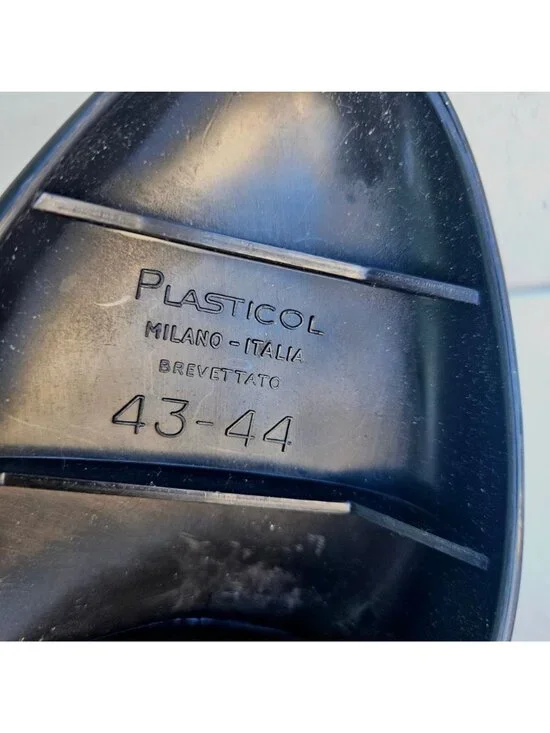 PLASTICOL
MILANO - ITALIA
BREVETTATO
43-44